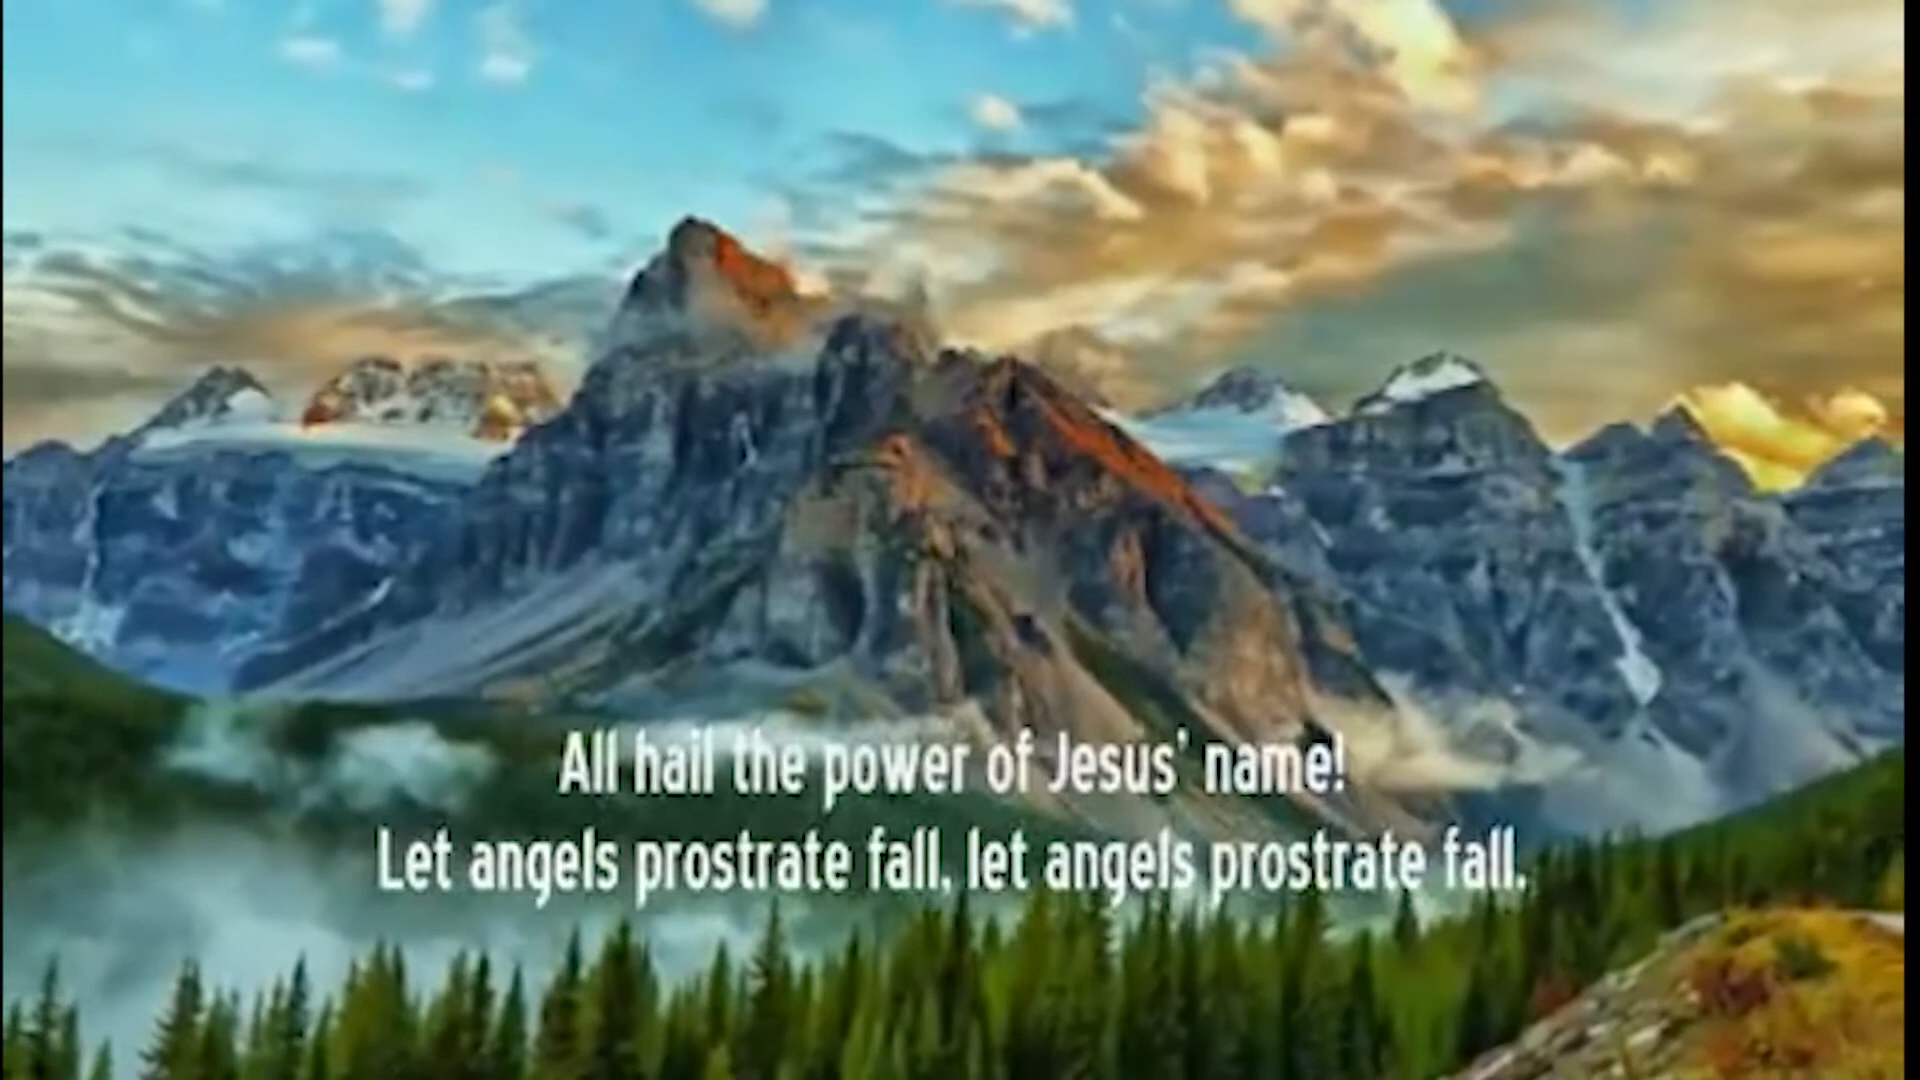 All hail the power of Jesus' name!
Let angels prostrate fall, let angels prostrate fall,